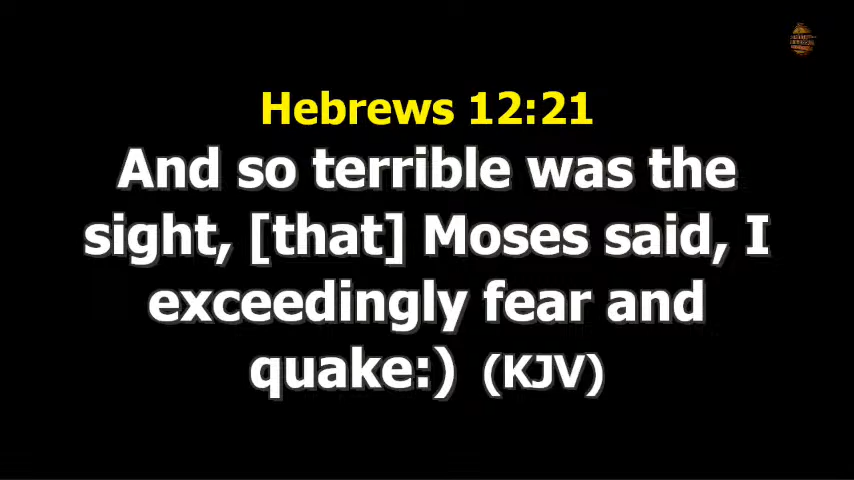 Hebrews 12:21
And so terrible was the
sight, [that] Moses said, I
exceedingly fear and
quake:) (KJV)